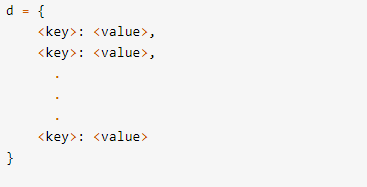 d = {
    <key>: <value>,
    <key>: <value>,
      .
      .
      .
    <key>: <value>
}